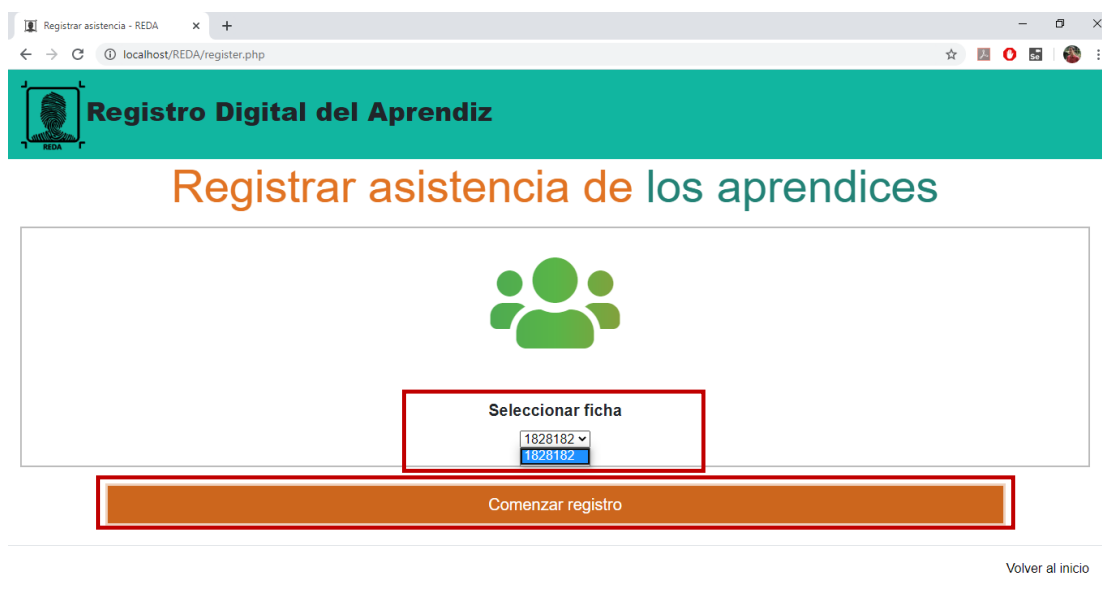 Registrar asistencia - REDA
localhost/REDA/register.php
Se
REDA
Registro Digital del Aprendiz
Registrar asistencia de los aprendices
Seleccionar ficha
1828182
1828182
Comenzar registro
Volver al inicio